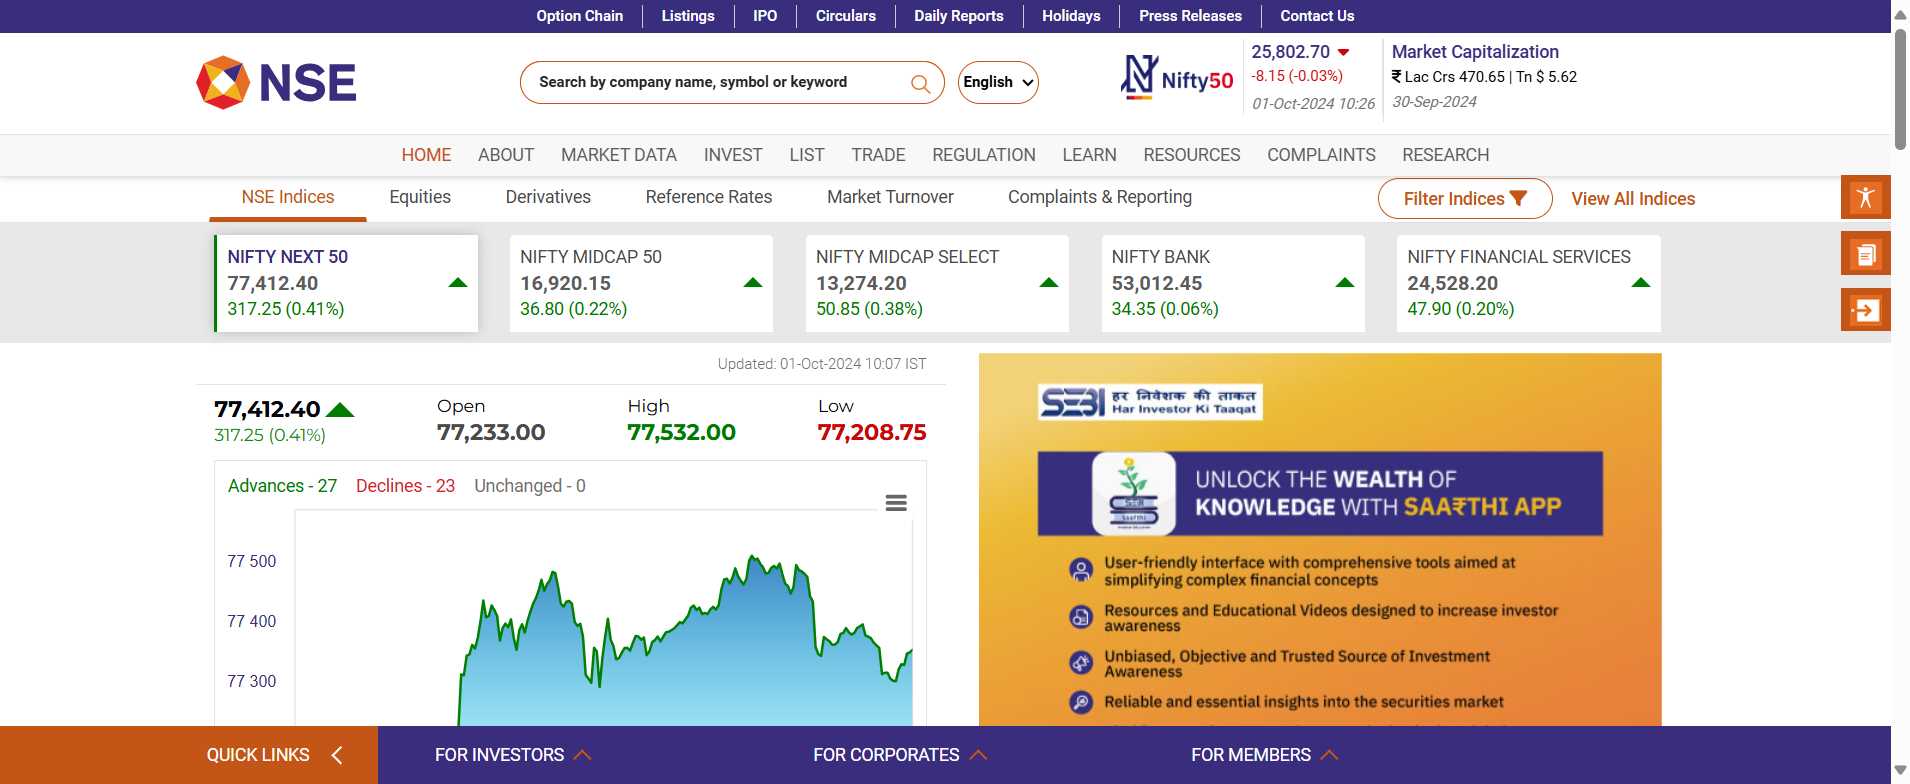 Option Chain
Listings
IPO
Circulars
Daily Reports
Holidays
Press Releases
Contact Us
NSE
Search by company name, symbol or keyword
English
Nifty50
25,802.70
-8.15 (-0.03%)
01-Oct-2024 10:26
Market Capitalization
₹ Lac Crs 470.65 | Tn $ 5.62
30-Sep-2024
HOME
ABOUT
MARKET DATA
INVEST
LIST
TRADE
REGULATION
LEARN
RESOURCES
COMPLAINTS
RESEARCH
NSE Indices
Equities
Derivatives
Reference Rates
Market Turnover
Complaints & Reporting
Filter Indices
View All Indices
NIFTY NEXT 50
77,412.40
317.25 (0.41%)
NIFTY MIDCAP 50
16,920.15
36.80 (0.22%)
NIFTY MIDCAP SELECT
13,274.20
50.85 (0.38%)
NIFTY BANK
53,012.45
34.35 (0.06%)
NIFTY FINANCIAL SERVICES
24,528.20
47.90 (0.20%)
Updated: 01-Oct-2024 10:07 IST
77,412.40
317.25 (0.41%)
Open
77,233.00
High
77,532.00
Low
77,208.75
Advances - 27
Declines - 23
Unchanged - 0
77 500
77 400
77 300
SEBI
हर निवेशक की ताकत
Har Investor Ki Taaqat
UNLOCK THE WEALTH OF
KNOWLEDGE WITH SAA₹THI APP
User-friendly interface with comprehensive tools aimed at
simplifying complex financial concepts
Resources and Educational Videos designed to increase investor
awareness
Unbiased, Objective and Trusted Source of Investment
Awareness
Reliable and essential insights into the securities market
QUICK LINKS
FOR INVESTORS
FOR CORPORATES
FOR MEMBERS